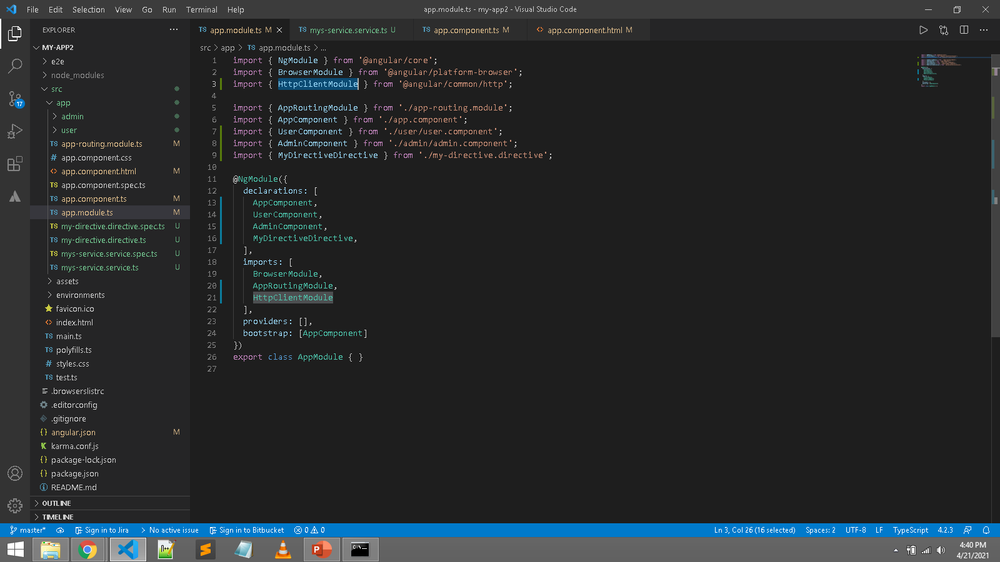 File Edit Selection View Go Run Terminal Help app.module.ts - my-app2 - Visual Studio Code
EXPLORER
MY-APP2
e2e
node_modules
src
app
admin
user
app-routing.module.ts M
app.component.css
app.component.html M
app.component.spec.ts
app.component.ts M
app.module.ts M
my-directive.directive.spec.ts U
my-directive.directive.ts U
mys-service.service.spec.ts U
mys-service.service.ts U
assets
environments
favicon.ico
index.html
main.ts
polyfills.ts
styles.css
test.ts
.browserslistrc
.editorconfig
.gitignore
angular.json M
karma.conf.js
package-lock.json
package.json
README.md
OUTLINE
TIMELINE
17
TS app.module.ts M TS mys-service.service.ts U TS app.component.ts M <> app.component.html M
src > app > TS app.module.ts > ...
1 import { NgModule } from '@angular/core';
2 import { BrowserModule } from '@angular/platform-browser';
3 import { HttpClientModule } from '@angular/common/http';
4
5 import { AppRoutingModule } from './app-routing.module';
6 import { AppComponent } from './app.component';
7 import { UserComponent } from './user/user.component';
8 import { AdminComponent } from './admin/admin.component';
9 import { MyDirectiveDirective } from './my-directive.directive';
10
11 @NgModule({
12 declarations: [
13 AppComponent,
14 UserComponent,
15 AdminComponent,
16 MyDirectiveDirective,
17 ],
18 imports: [
19 BrowserModule,
20 AppRoutingModule,
21 HttpClientModule
22 ],
23 providers: [],
24 bootstrap: [AppComponent]
25 })
26 export class AppModule { }
27
master* Sign in to Jira No active issue Sign in to Bitbucket 0 0 Ln 3, Col 26 (16 selected) Spaces: 2 UTF-8 LF TypeScript 4.2.3
4:40 PM
4/21/2021